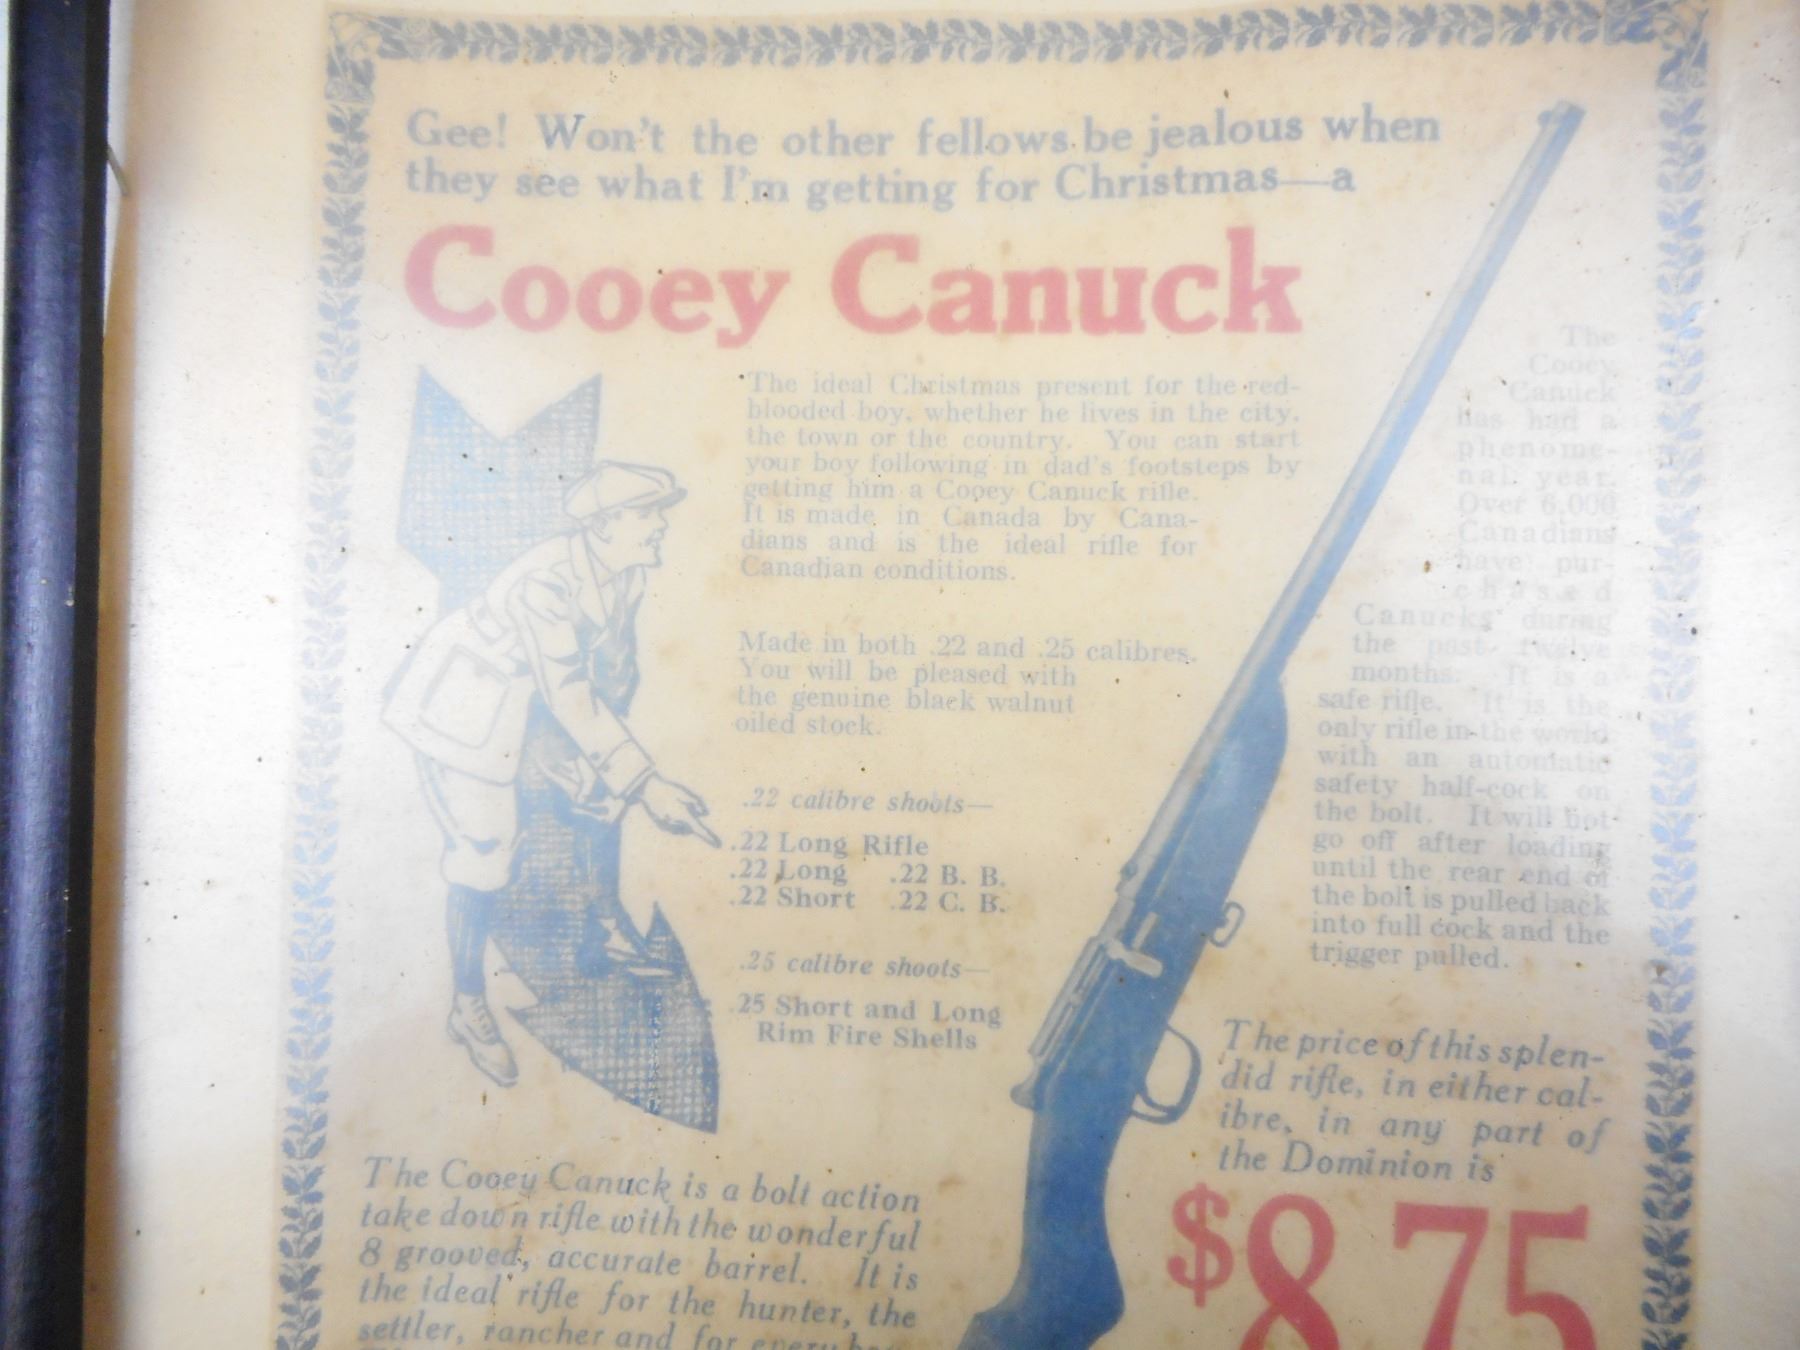 Gee! Won't the other fellows be jealous when
they see what I'm getting for Christmas—a
Cooey Canuck
The ideal Christmas present for the red-
blooded boy, whether he lives in the city,
the town or the country. You can start
your boy following in dad's footsteps by
getting him a Cooey Canuck rifle.
It is made in Canada by Cana-
dians and is the ideal rifle for
Canadian conditions.
Made in both .22 and .25 calibres.
You will be pleased with
the genuine black walnut
oiled stock.
.22 calibre shoots—
.22 Long Rifle
.22 Long .22 B. B.
.22 Short .22 C. B.
.25 calibre shoots—
.25 Short and Long
Rim Fire Shells
The
Cooey
Canuck
has had a
phenome-
nal year.
Over 6,000
Canadians
have pur-
chased
Canucks during
the past twelve
months. It is a
safe rifle. It is the
only rifle in the world
with an automatic
safety half-cock on
the bolt. It will not
go off after loading
until the rear end of
the bolt is pulled back
into full cock and the
trigger pulled.
The price of this splen-
did rifle, in either cal-
ibre, in any part of
the Dominion is
$8.75
The Cooey Canuck is a bolt action
take down rifle with the wonderful
8 grooved, accurate barrel. It is
the ideal rifle for the hunter, the
settler, rancher and for